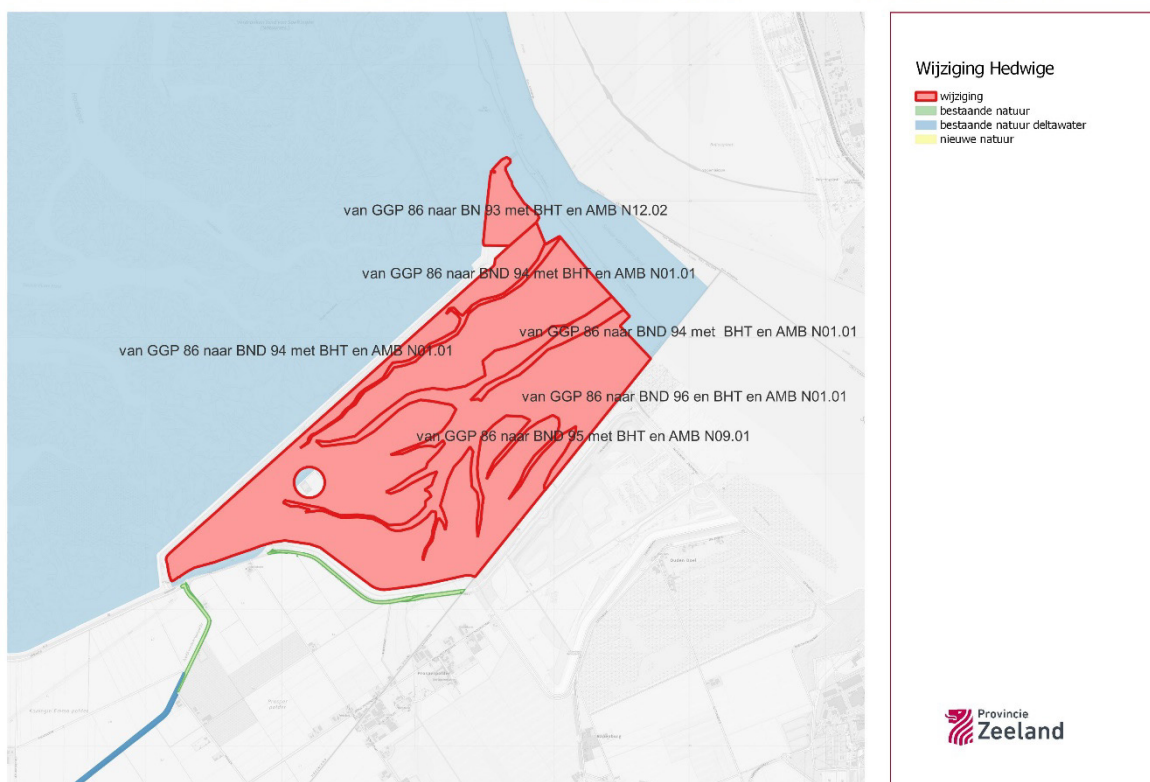 van GGP 86 naar BN 93 met BHT en AMB N12.02
van GGP 86 naar BND 94 met BHT en AMB N01.01
van GGP 86 naar BND 94 met  BHT en AMB N01.01
van GGP 86 naar BND 94 met BHT en AMB N01.01
van GGP 86 naar BND 96 en BHT en AMB N01.01
van GGP 86 naar BND 95 met BHT en AMB N09.01
Wijziging Hedwige
wijziging
bestaande natuur
bestaande natuur deltawater
nieuwe natuur
Provincie
Zeeland